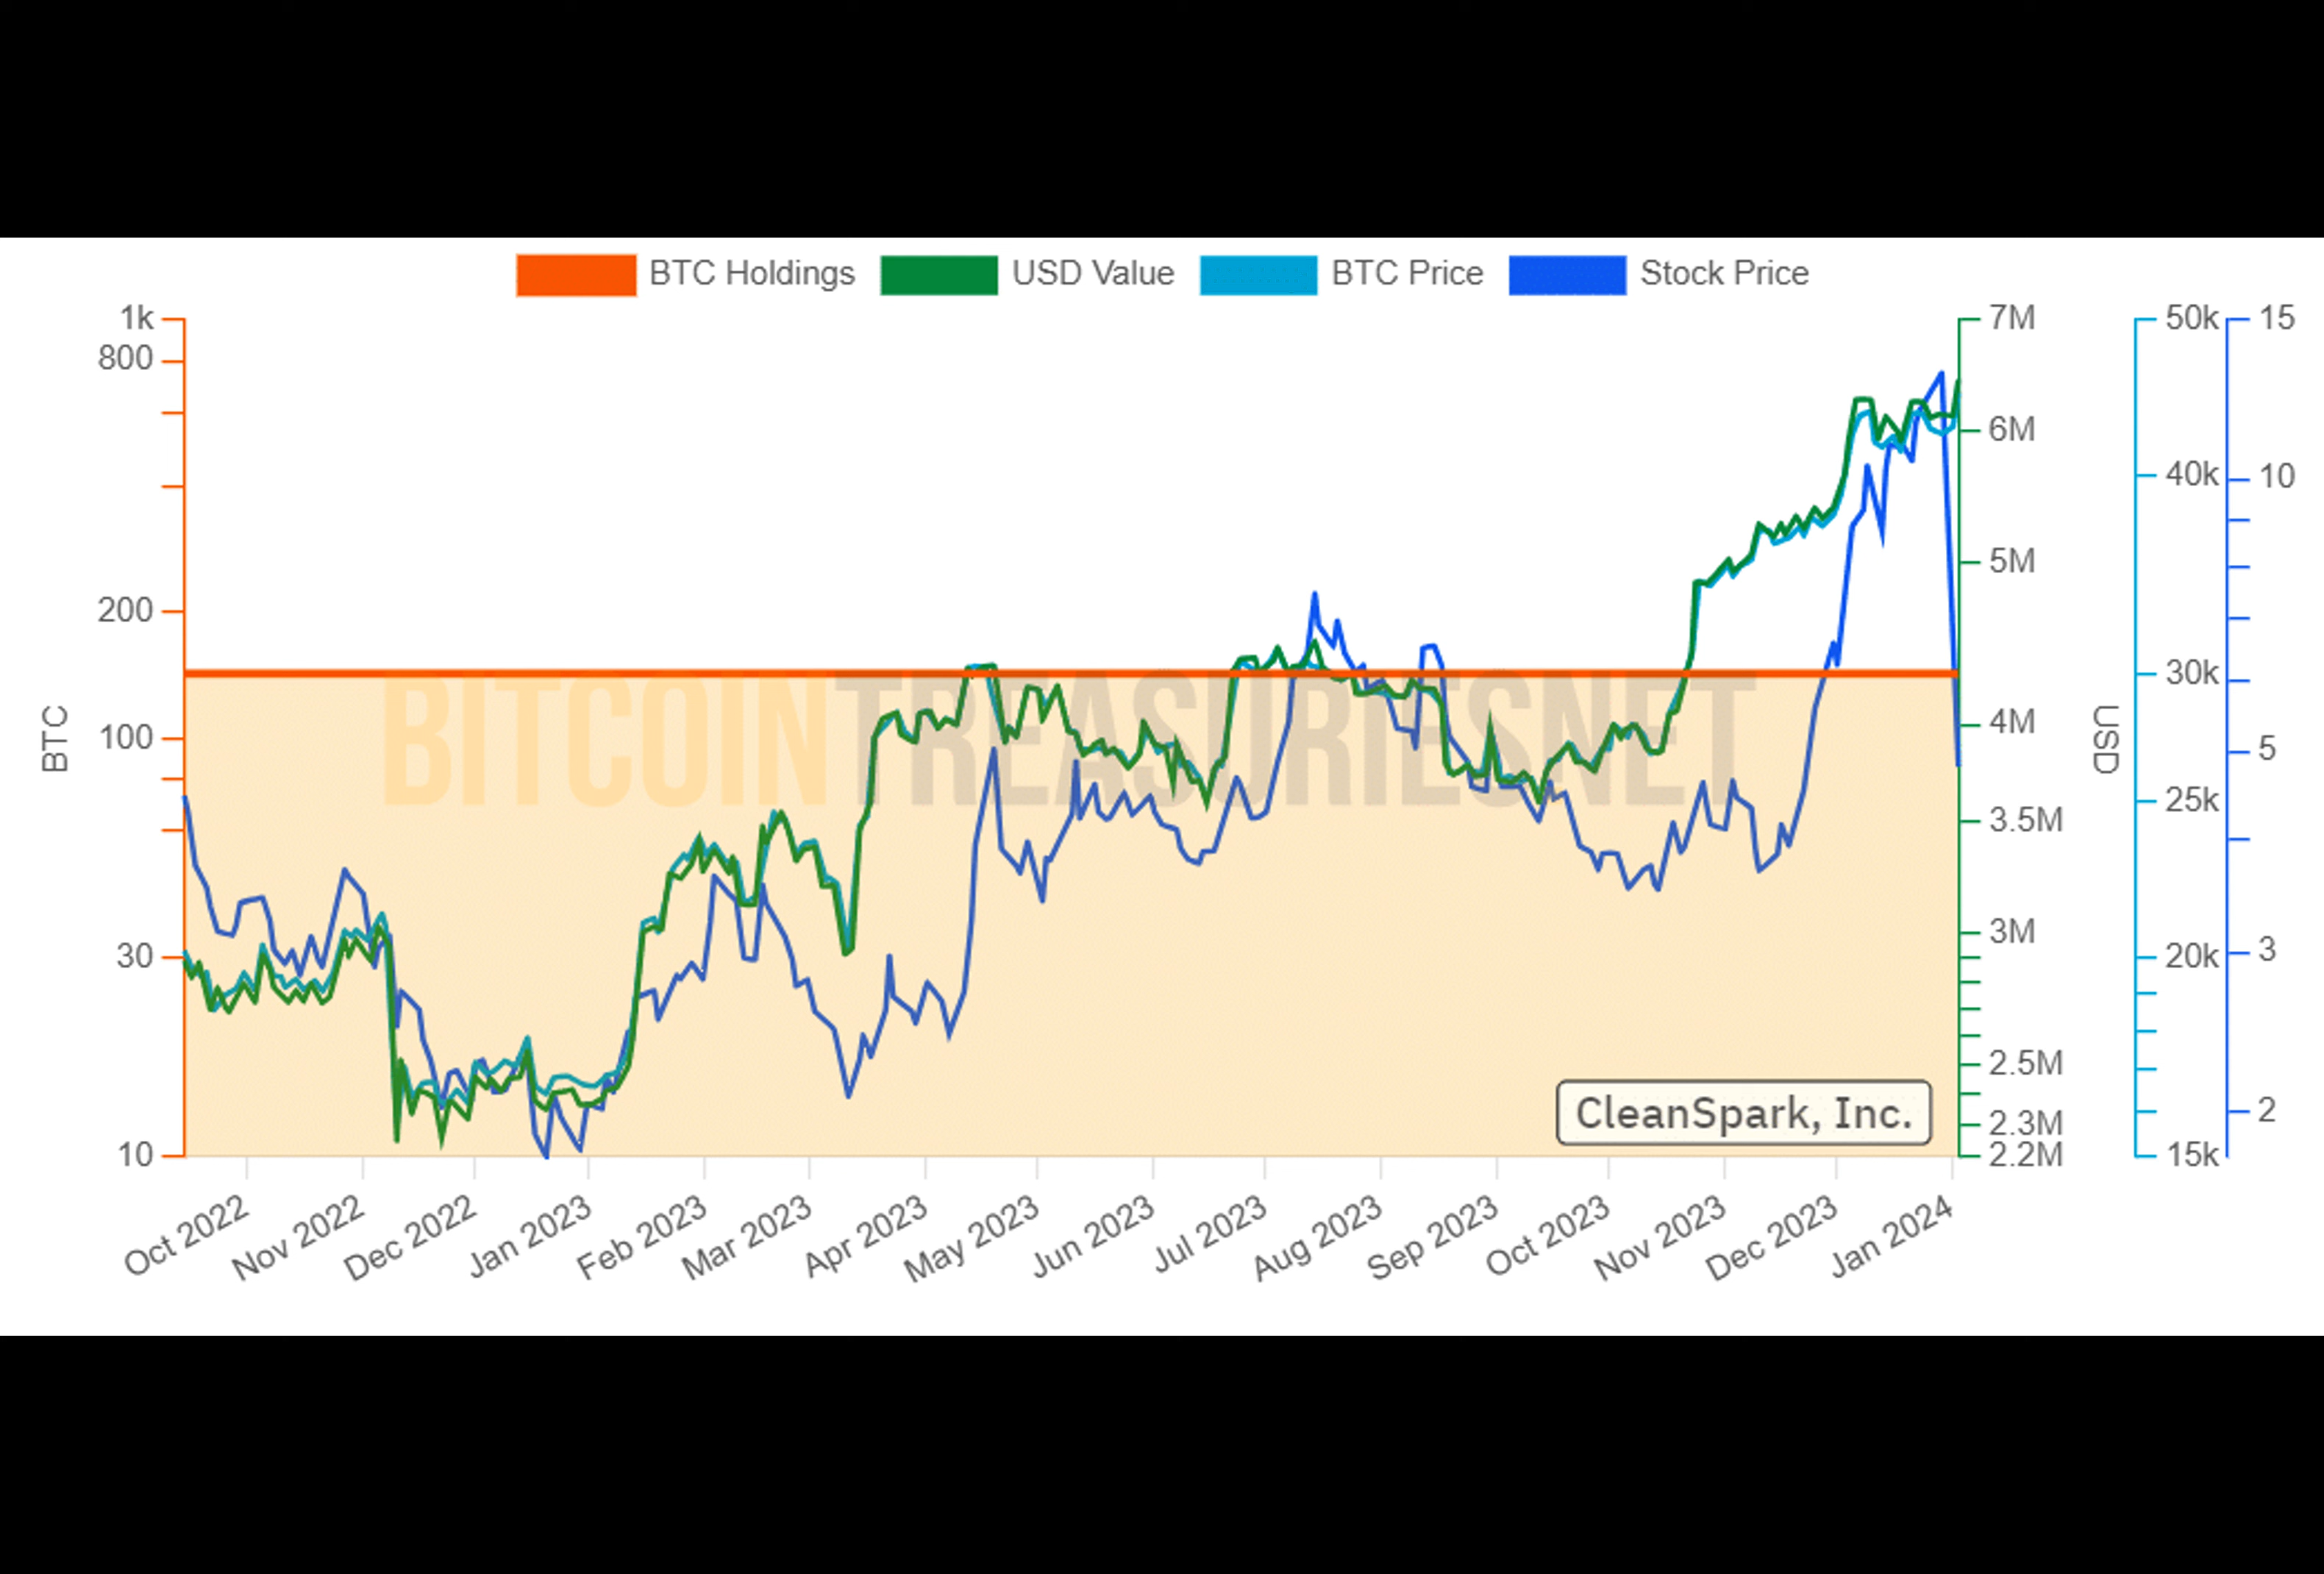 BTC Holdings USD Value BTC Price Stock Price
1k
800
200
100
30
10
BTC
BITCOINTREASURIESNET
CleanSpark, Inc.
7M
6M
5M
4M
3.5M
3M
2.5M
2.3M
2.2M
USD
50k
40k
30k
25k
20k
15k
15
10
5
3
2
Oct 2022
Nov 2022
Dec 2022
Jan 2023
Feb 2023
Mar 2023
Apr 2023
May 2023
Jun 2023
Jul 2023
Aug 2023
Sep 2023
Oct 2023
Nov 2023
Dec 2023
Jan 2024